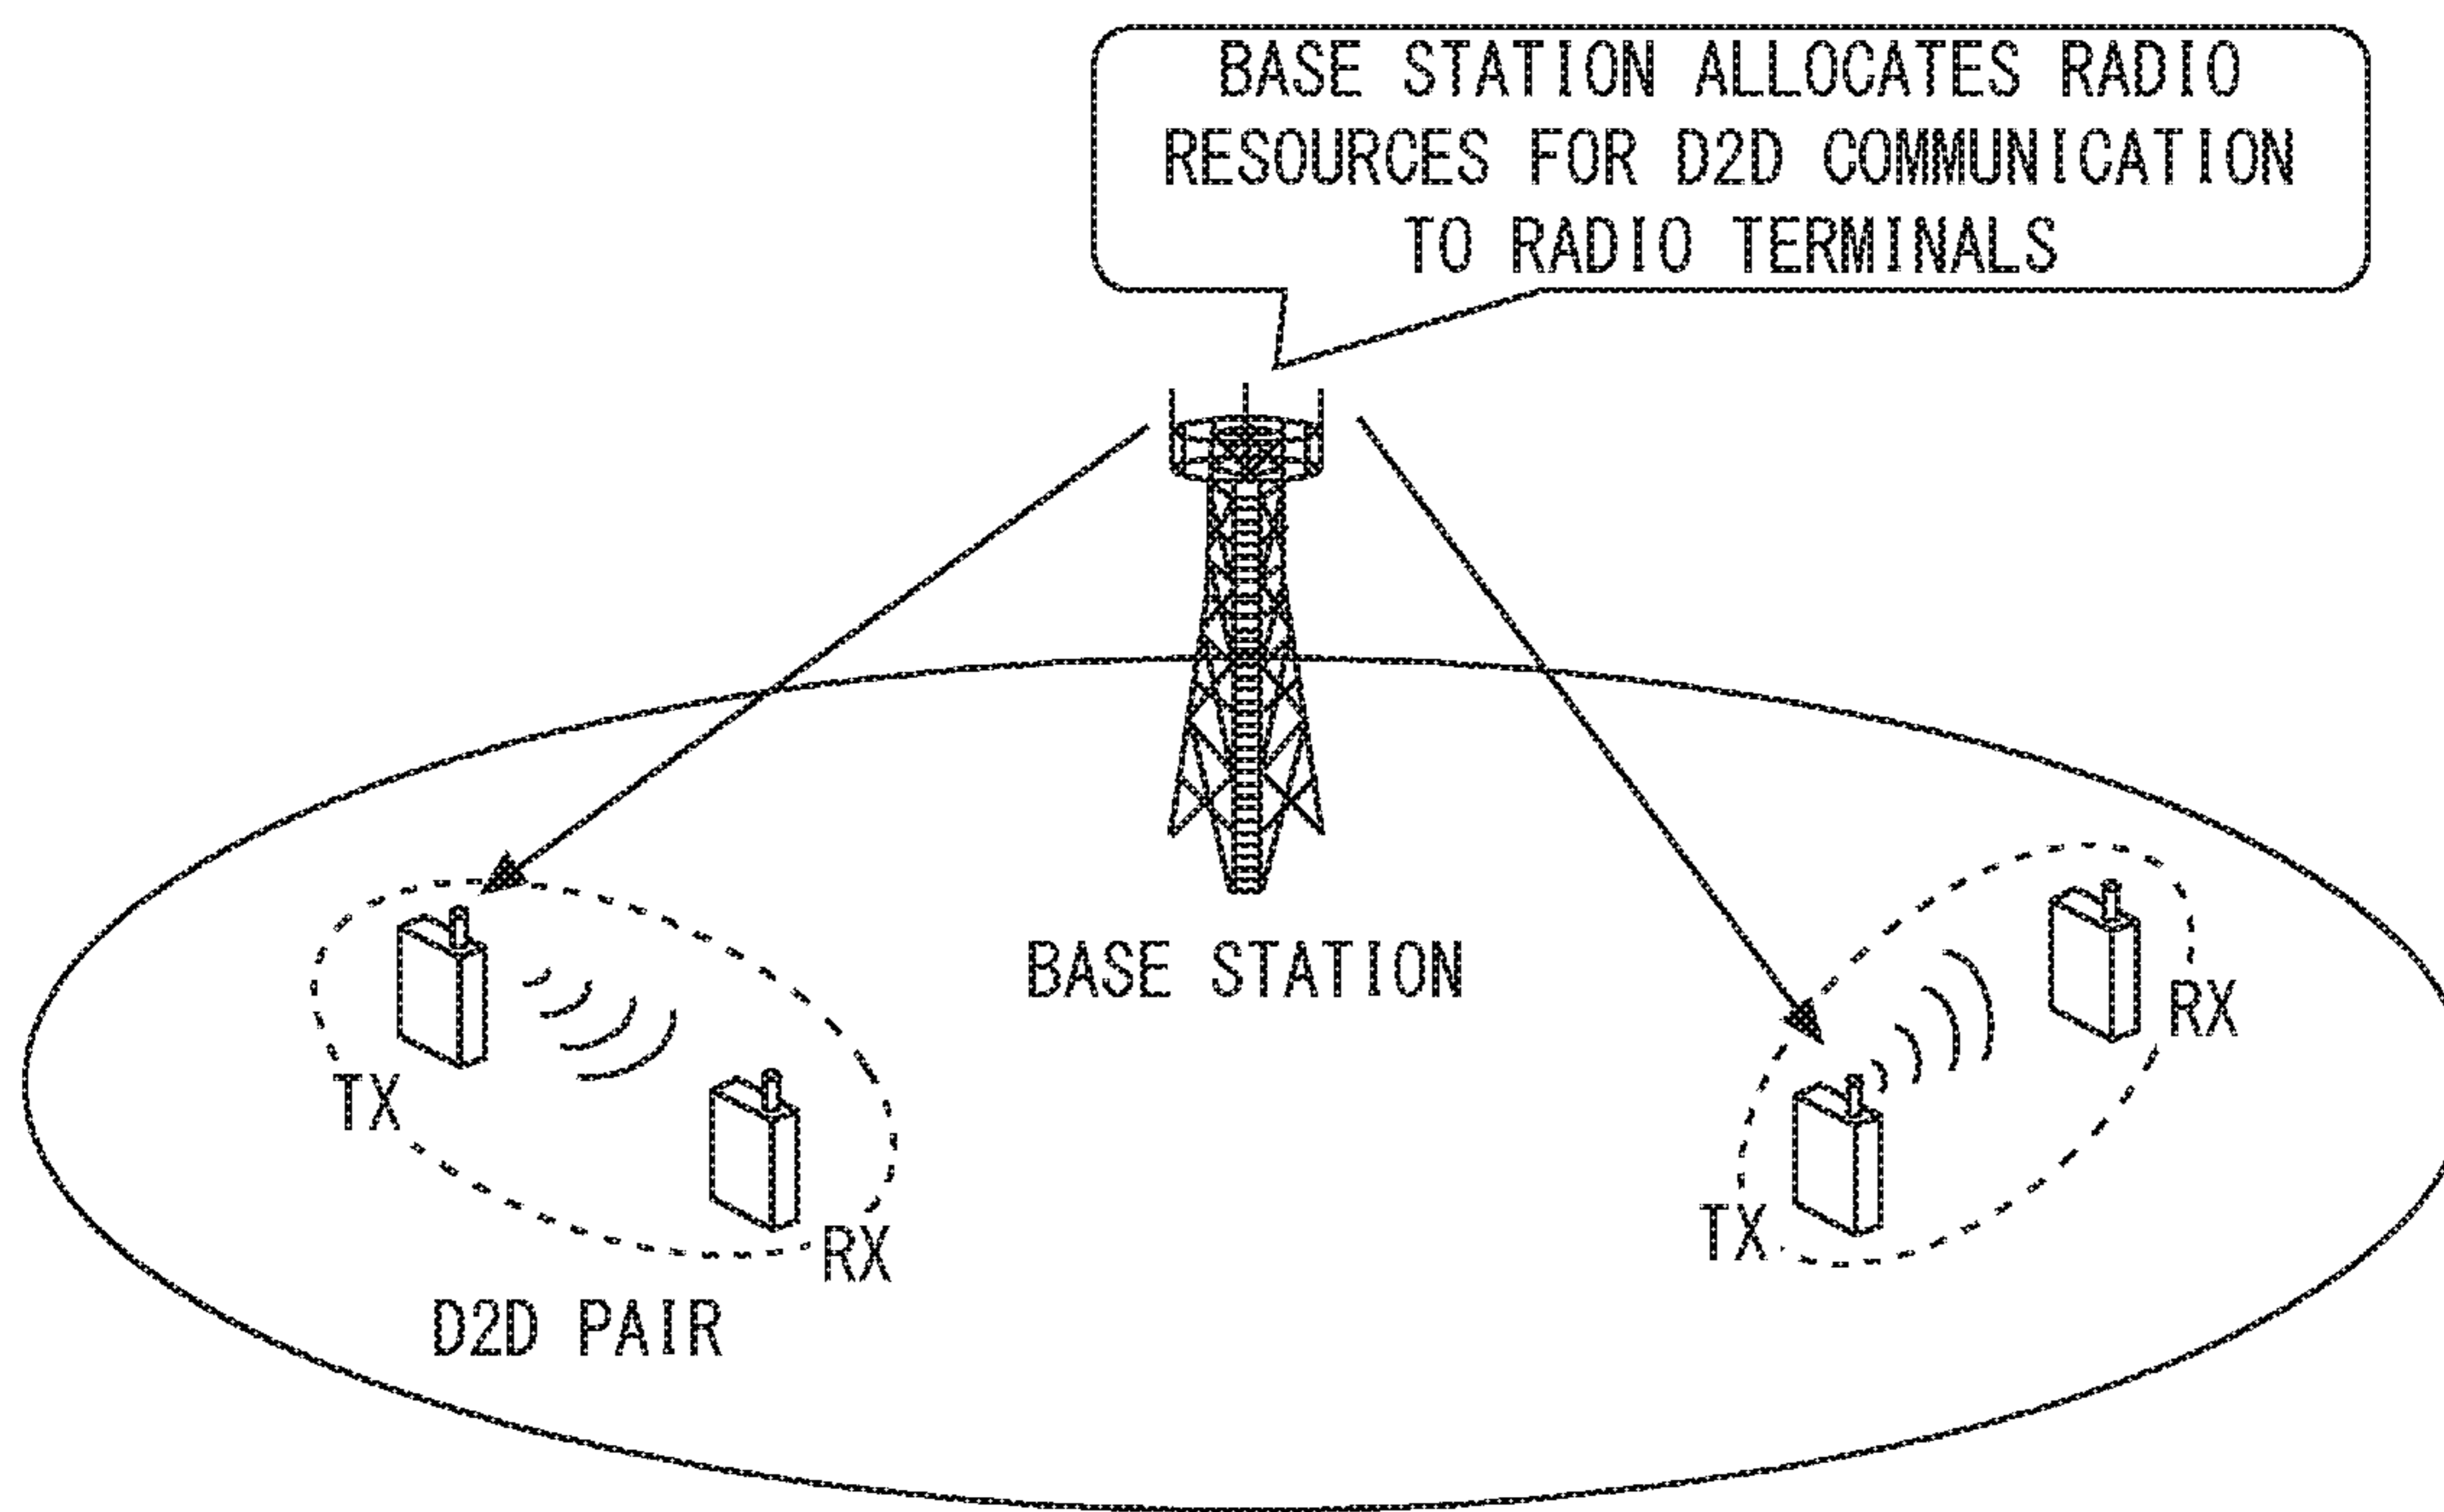 BASE STATION ALLOCATES RADIO
RESOURCES FOR D2D COMMUNICATION
TO RADIO TERMINALS
BASE STATION
TX
RX
D2D PAIR
RX
TX